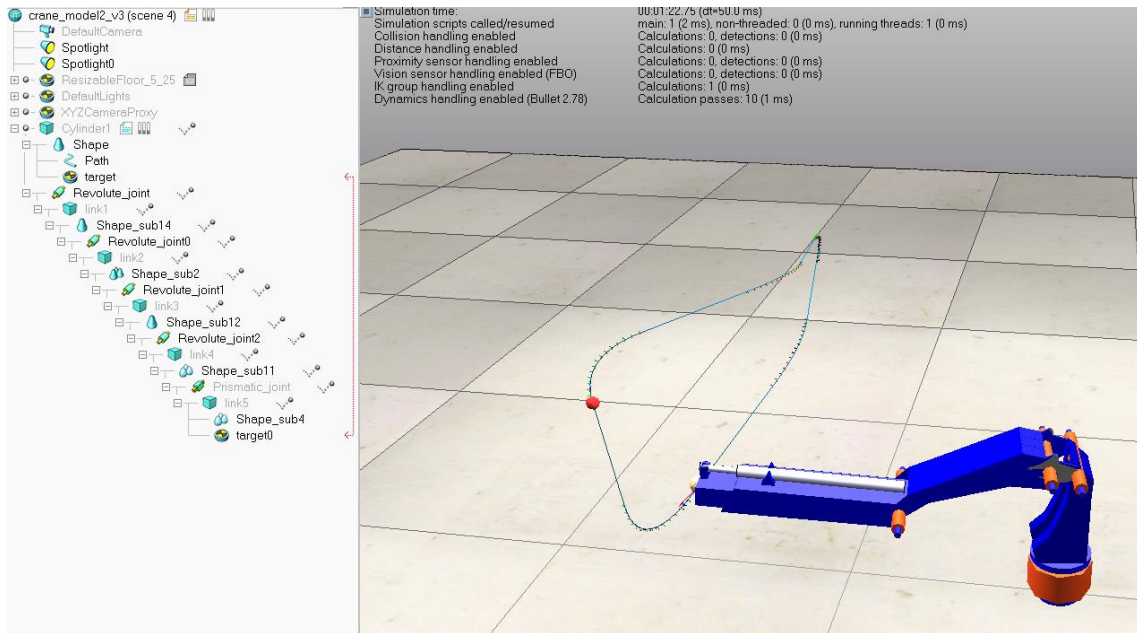 crane_model2_v3 (scene 4)
DefaultCamera
Spotlight
Spotlight0
ResizableFloor_5_25
DefaultLights
XYZCameraProxy
Cylinder1
Shape
Path
target
Revolute_joint
link1
Shape_sub14
Revolute_joint0
link2
Shape_sub2
Revolute_joint1
link3
Shape_sub12
Revolute_joint2
link4
Shape_sub11
Prismatic_joint
link5
Shape_sub4
target0
Simulation time: 00:01:22.75 (dt=50.0 ms)
Simulation scripts called/resumed main: 1 (2 ms), non-threaded: 0 (0 ms), running threads: 1 (0 ms)
Collision handling enabled Calculations: 0, detections: 0 (0 ms)
Distance handling enabled Calculations: 0 (0 ms)
Proximity sensor handling enabled Calculations: 0, detections: 0 (0 ms)
Vision sensor handling enabled (FBO) Calculations: 0, detections: 0 (0 ms)
IK group handling enabled Calculations: 1 (0 ms)
Dynamics handling enabled (Bullet 2.78) Calculation passes: 10 (1 ms)